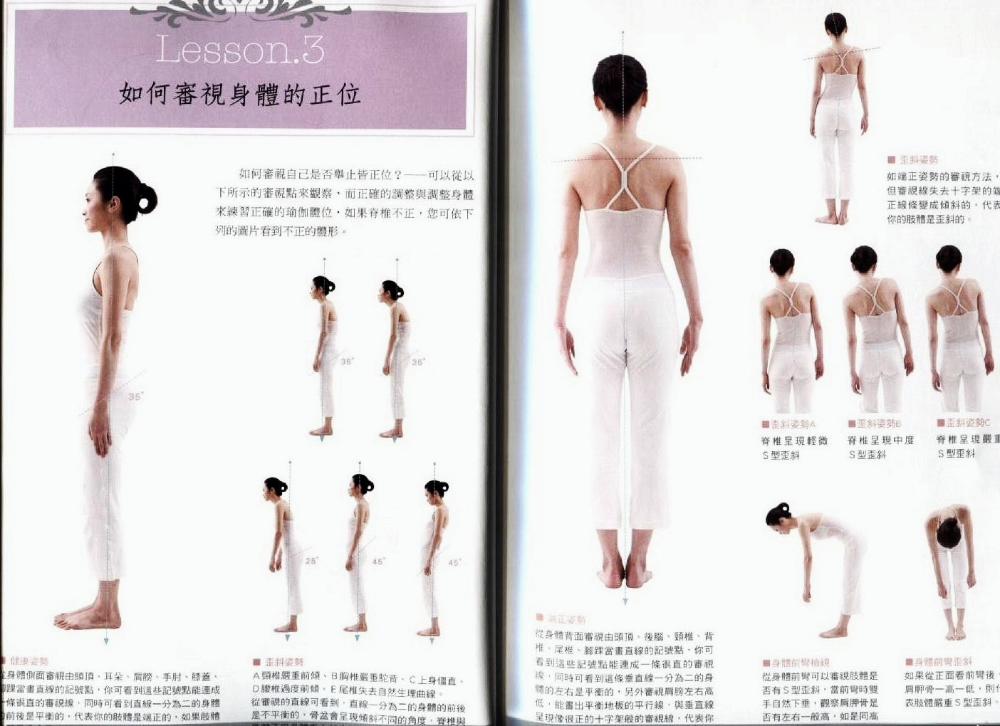 Lesson.3
如何審視身體的正位
如何審視自己是否舉止皆正位？——可以從以
下所示的審視點來觀察，而正確的調整與調整身體
來練習正確的瑜伽體位，如果脊椎不正，您可依下
列的圖片看到不正的體形。
35°
35°
35°
25°
45°
45°
■ 健康姿勢
從身體側面審視由頭頂、耳朵、肩膀、手肘、膝蓋、
腳踝當畫直線的記號點，你可看到這些記號點能連成
一條很直的審視線，同時可看到直線一分為二的身體
的前後是平衡的，代表你的肢體是端正的，如果肢體
■ 歪斜姿勢
A頸椎嚴重前傾、B胸椎嚴重駝背、C上身僵直、
D腰椎過度前傾、E尾椎失去自然生理曲線。
從審視的直線可看到，直線一分為二的身體的前後
是不平衡的，骨盆會呈現傾斜不同的角度，脊椎與
■ 端正姿勢
從身體背面審視由頭頂、後腦、頸椎、背
椎、尾椎、腳踝當畫直線的記號點，你可
看到這些記號點能連成一條很直的審視
線，同時可看到這條垂直線一分為二的身
體的左右是平衡的，另外審視肩膀左右高
低，能畫出平衡地板的平行線，與垂直線
呈現像很正的十字架般的審視線，代表你
■ 歪斜姿勢
如端正姿勢的審視方法，
但審視線失去十字架的端
正線條變成傾斜的，代表
你的肢體是歪斜的。
■歪斜姿勢A
脊椎呈現輕微
S型歪斜
■歪斜姿勢B
脊椎呈現中度
S型歪斜
■歪斜姿勢C
脊椎呈現嚴重
S型歪斜
■身體前彎檢視
從身體前彎可以審視肢體是
否有S型歪斜，當前彎時雙
手自然下垂，觀察肩胛骨是
否有左右一般高，如是同高
■身體前彎歪斜
如果從正面看前彎後，
肩胛骨一高一低，則代
表肢體嚴重S型歪斜。